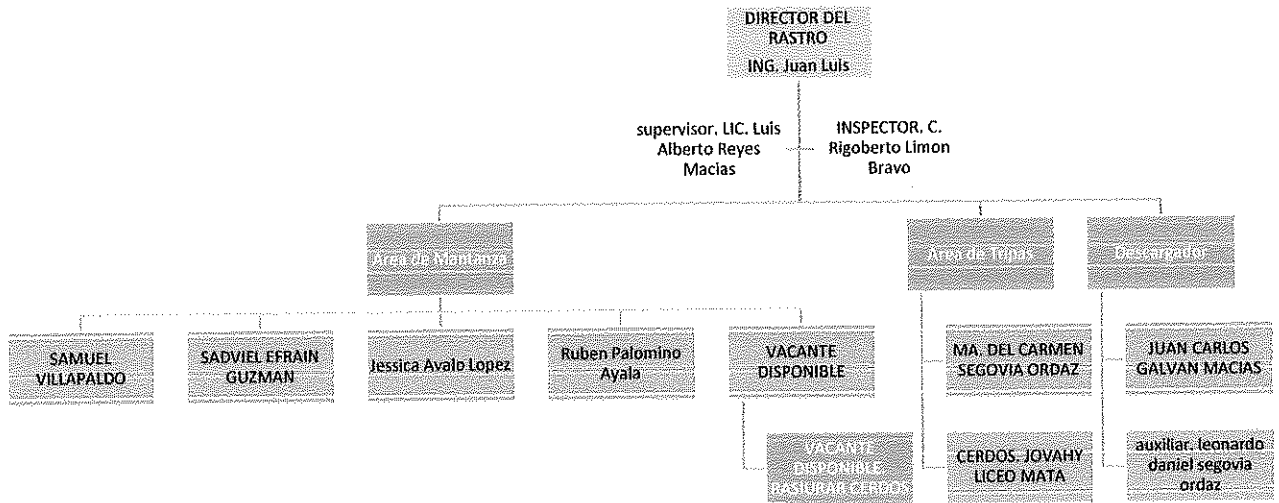 DIRECTOR DEL
RASTRO
ING. Juan Luis
supervisor, LIC. Luis
Alberto Reyes
Macias
INSPECTOR, C.
Rigoberto Limon
Bravo
Area de Mantanza
Area de Tripas
Descargador
SAMUEL
VILLAPALDO
SADVIEL EFRAIN
GUZMAN
Jessica Avalo Lopez
Ruben Palomino
Ayala
VACANTE
DISPONIBLE
MA. DEL CARMEN
SEGOVIA ORDAZ
JUAN CARLOS
GALVAN MACIAS
VACANTE
DISPONIBLE
RASURAR CERDOS
CERDOS. JOVAHY
LICEO MATA
auxiliar. leonardo
daniel segovia
ordaz